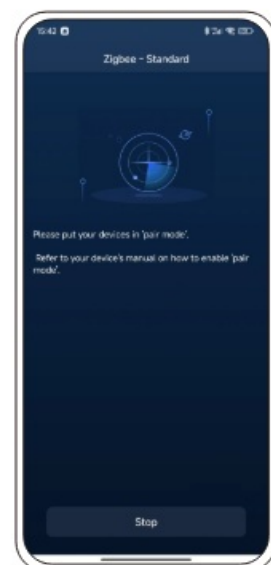 15:42
Zigbee - Standard
Please put your devices in 'pair mode'.
Refer to your device's manual on how to enable 'pair
mode'.
Stop